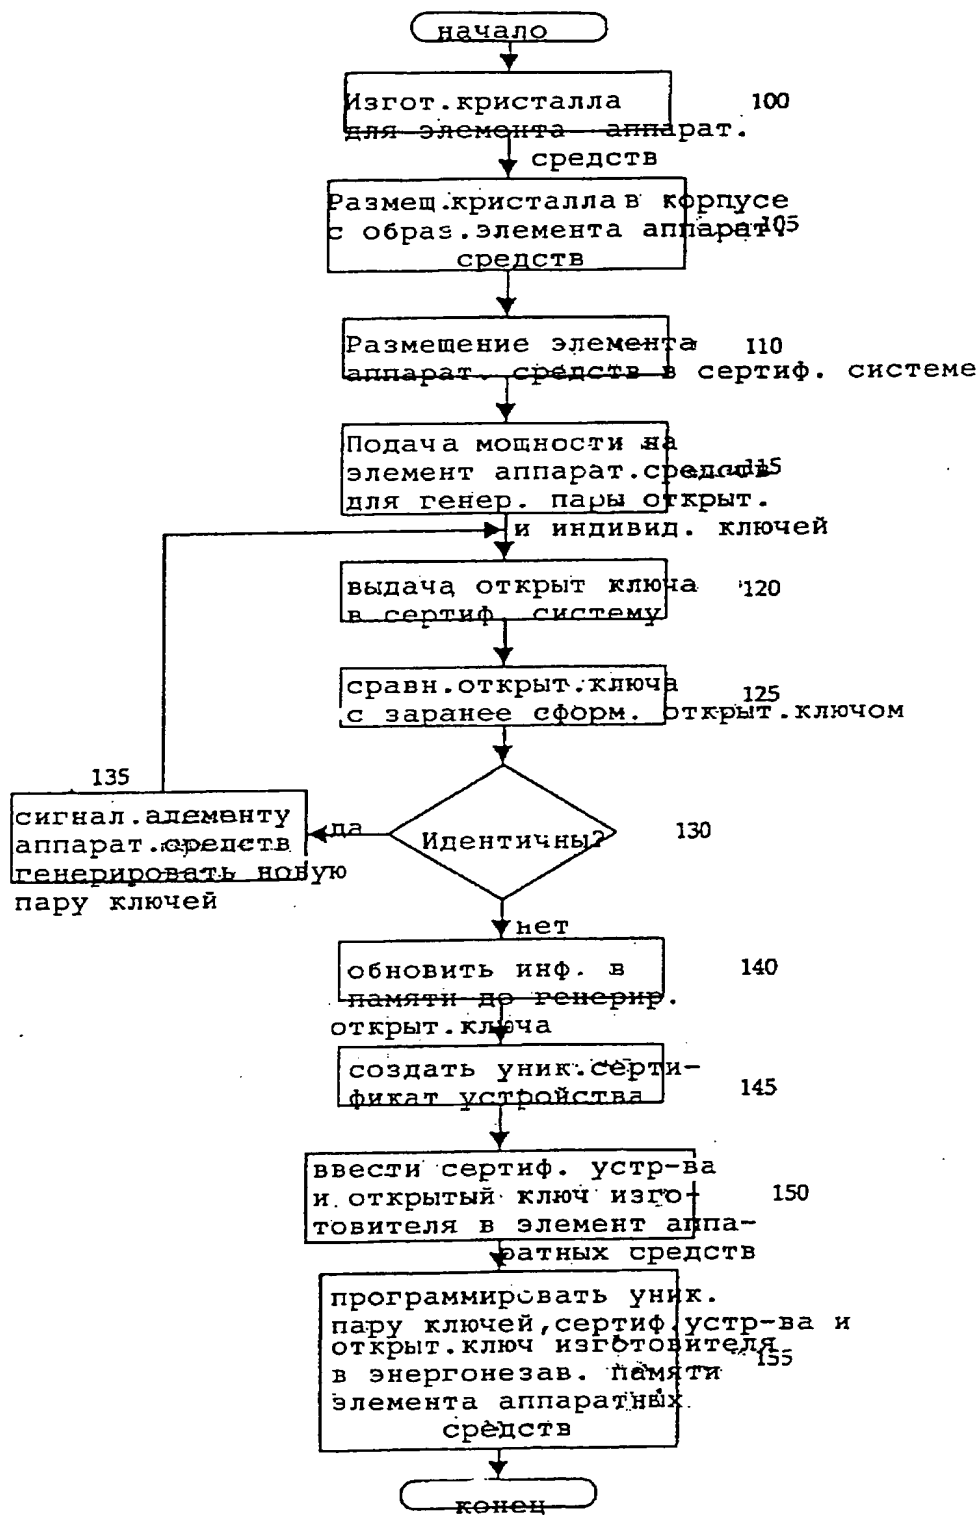 начало
Изгот.кристалла
100
для элемента аппарат.
средств
Размещ.кристалла в корпусе
с образ.элемента аппарат.
105
средств
Размещение элемента
110
аппарат. средств в сертиф. системе
Подача мощности на
элемент аппарат.средств
115
для генер. пары открыт.
и индивид. ключей
выдача открыт ключа
120
в сертиф. систему
сравн.открыт.ключа
125
с заранее сформ. открыт.ключом
135
сигнал.элементу
аппарат.средств
генерировать новую
пару ключей
да
Идентичны?
130
нет
обновить инф. в
140
памяти до генерир.
открыт.ключа
создать уник.серти-
фикат устройства
145
ввести сертиф. устр-ва
и открытый ключ изго-
150
товителя в элемент аппа-
ратных средств
программировать уник.
пару ключей,сертиф.устр-ва и
открыт.ключ изготовителя
155
в энергонезав. памяти
элемента аппаратных
средств
конец